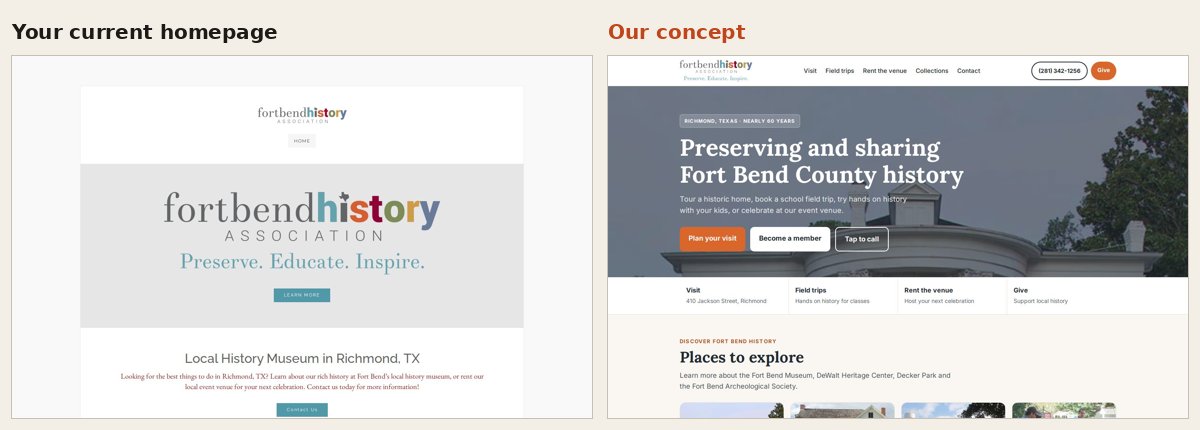 Your current homepage
fortbendhistory
ASSOCIATION
HOME
fortbendhistory
ASSOCIATION
Preserve. Educate. Inspire.
LEARN MORE
Local History Museum in Richmond, TX
Looking for the best things to do in Richmond, TX? Learn about our rich history at Fort Bend's local history museum, or rent our
local event venue for your next celebration. Contact us today for more information!
Contact Us
Our concept
fortbendhistory
ASSOCIATION
Preserve. Educate. Inspire.
Visit Field trips Rent the venue Collections Contact
(281) 342-1256
Give
RICHMOND, TEXAS · NEARLY 60 YEARS
Preserving and sharing
Fort Bend County history
Tour a historic home, book a school field trip, try hands on history
with your kids, or celebrate at our event venue.
Plan your visit Become a member Tap to call
Visit Field trips Rent the venue Give
410 Jackson Street, Richmond Hands on history for classes Host your next celebration Support local history
DISCOVER FORT BEND HISTORY
Places to explore
Learn more about the Fort Bend Museum, DeWalt Heritage Center, Decker Park and
the Fort Bend Archeological Society.